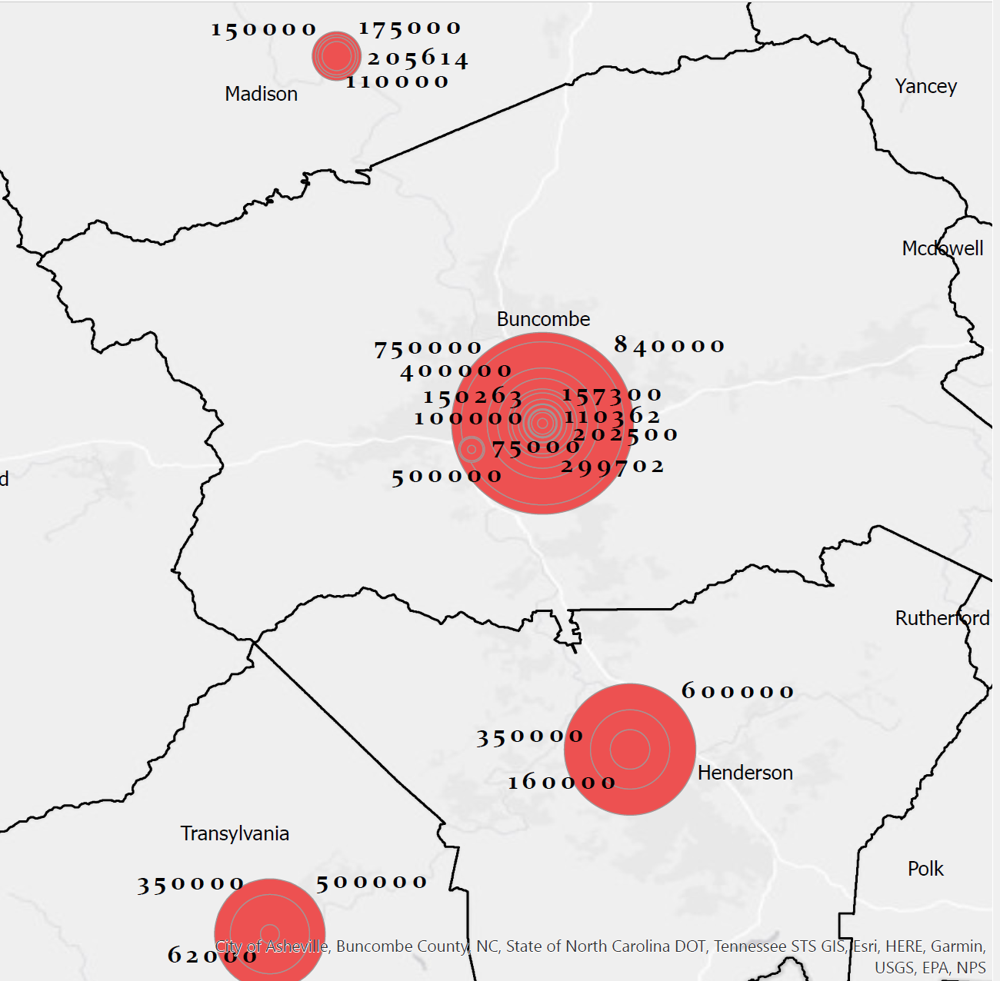 150000
175000
205614
110000
Madison
Yancey
Mcdowell
Buncombe
750000
840000
400000
150263
157300
100000
110362
202500
75000
299702
500000
d
Rutherford
600000
350000
Henderson
160000
Transylvania
Polk
350000
500000
62000
City of Asheville, Buncombe County, NC, State of North Carolina DOT, Tennessee STS GIS, Esri, HERE, Garmin,
USGS, EPA, NPS